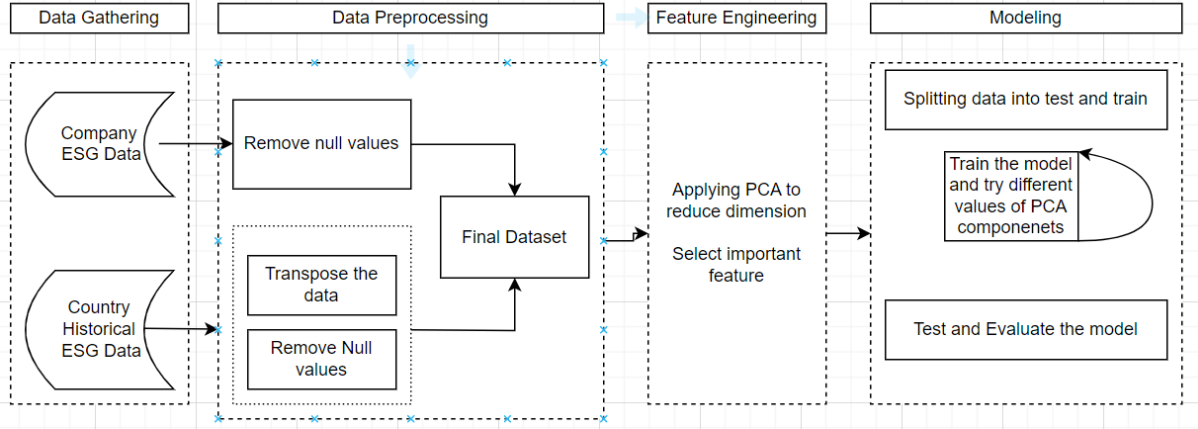 Data Gathering
Data Preprocessing
Feature Engineering
Modeling
Company
ESG Data
Remove null values
Final Dataset
Country
Historical
ESG Data
Transpose the
data
Remove Null
values
Applying PCA to
reduce dimension
Select important
feature
Splitting data into test and train
Train the model
and try different
values of PCA
componenets
Test and Evaluate the model